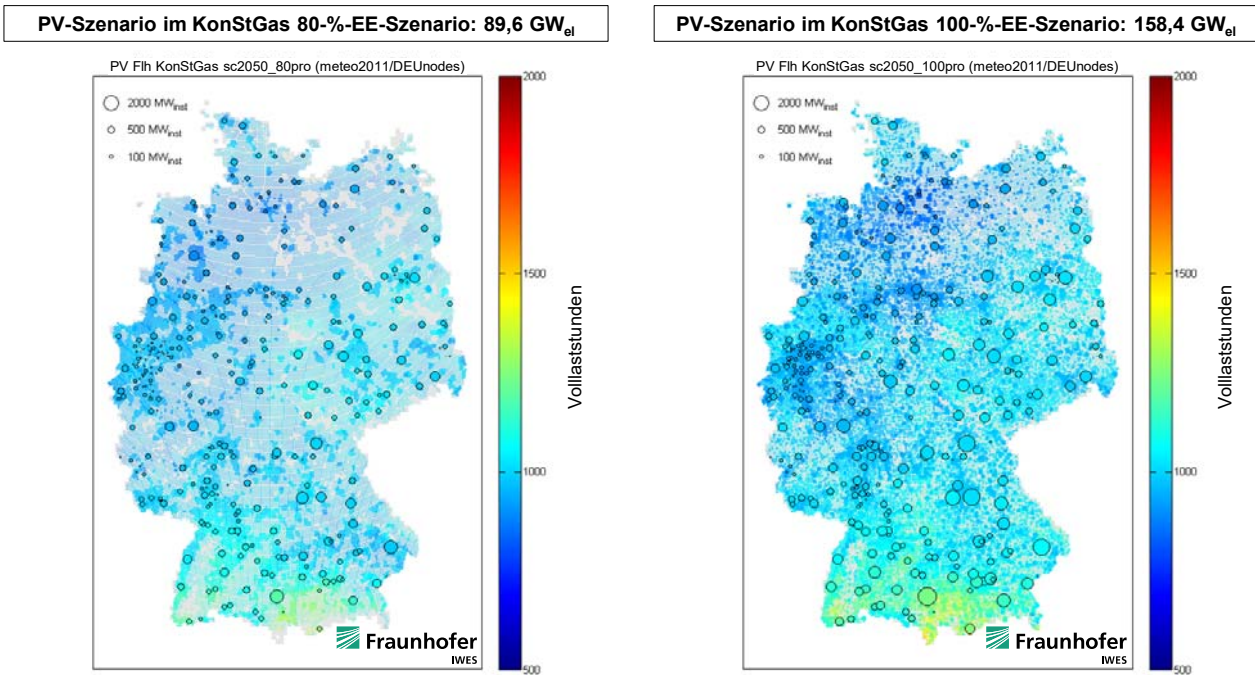 PV-Szenario im KonStGas 80-%-EE-Szenario: 89,6 GWel
PV Flh KonStGas sc2050_80pro (meteo2011/DEUnodes)
2000 MWinst
500 MWinst
100 MWinst
2000
1500
1000
500
Volllaststunden
Fraunhofer
IWES
PV-Szenario im KonStGas 100-%-EE-Szenario: 158,4 GWel
PV Flh KonStGas sc2050_100pro (meteo2011/DEUnodes)
2000 MWinst
500 MWinst
100 MWinst
2000
1500
1000
500
Volllaststunden
Fraunhofer
IWES